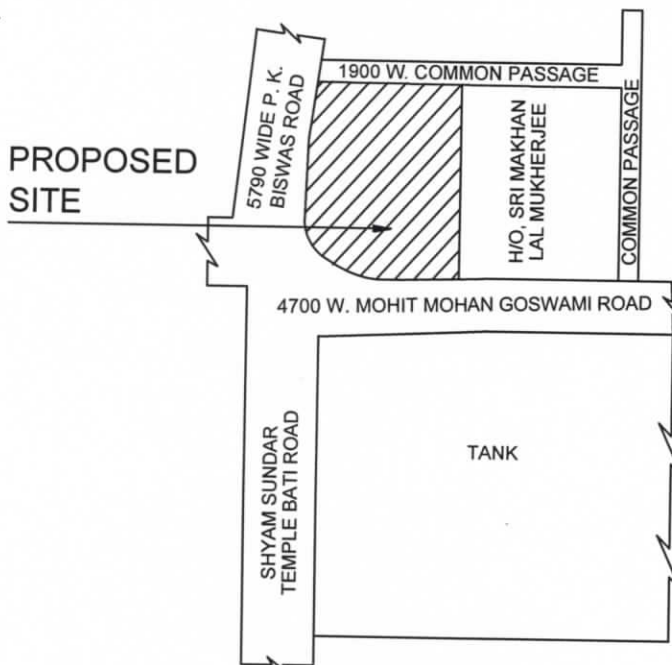 1900 W. COMMON PASSAGE
5790 WIDE P. K.
BISWAS ROAD
PROPOSED
SITE
H/O, SRI MAKHAN
LAL MUKHERJEE
COMMON PASSAGE
4700 W. MOHIT MOHAN GOSWAMI ROAD
SHYAM SUNDAR
TEMPLE BATI ROAD
TANK